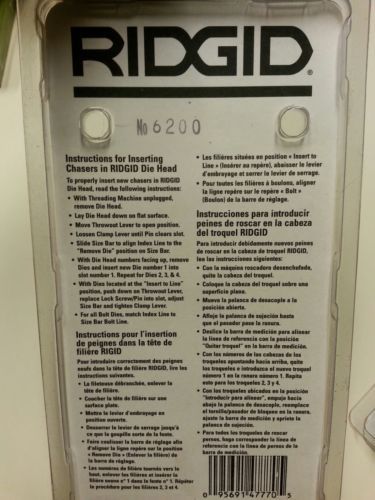 RIDGID®
No 6200
Instructions for Inserting
Chasers in RIDGID Die Head
To properly insert new chasers in RIDGID
Die Head, read the following instructions:
• With Threading Machine unplugged,
remove Die Head.
• Lay Die Head down on flat surface.
• Move Throwout Lever to open position.
• Loosen Clamp Lever until Pin clears slot.
• Slide Size Bar to align Index Line to the
"Remove Die" position on Size Bar.
• With Die Head numbers facing up, remove
Dies and insert new Die number 1 into
slot number 1. Repeat for Dies 2, 3, & 4.
• With Dies located at the "Insert to Line"
position, push down on Throwout Lever,
replace Lock Screw/Pin into slot, adjust
Size Bar and tighten Clamp Lever.
• For all Bolt Dies, match Index Line to
Size Bar Bolt Line.
Instructions pour l'insertion
de peignes dans la tête de
filière RIGID
Pour introduire correctement des peignes
neufs dans la tête de filière RIDGID, lire les
instructions suivantes.
• La fileteuse débranchée, enlever la
tête de filière.
• Coucher la tête de filière sur une
surface plate.
• Mettre le levier d'embrayage en
position ouverte.
• Desserrer le levier de serrage jusqu'à
ce que la goupille sorte de la fente.
• Faire coulisser la barre de réglage afin
d'aligner la ligne repère sur la position
« Remove Die » (Enlever la filière) de
la barre de réglage.
• Les numéros de filière tournés vers le
haut, enlever les filières et insérer la
filière neuve n° 1 dans la fente n° 1. Répéter
la procédure pour les filières 2, 3 et 4.
• Les filières situées en position « Insert to
Line » (Insérer au repère), abaisser le levier
d'embrayage et serrer le levier de serrage.
• Pour toutes les filières à boulons, aligner
la ligne repère sur le repère « Bolt »
(Boulon) de la barre de réglage.
Instrucciones para introducir
peines de roscar en la cabeza
del troquel RIDGID
Para introducir debidamente nuevos peines
de roscar en la cabeza de troquel RIDGID,
lea las instrucciones siguientes:
• Con la máquina roscadora desenchufada,
quite la cabeza del troquel.
• Coloque la cabeza del troquel sobre una
superficie plana.
• Mueva la palanca de desacople a la
posición abierta.
• Afloje la palanca de sujeción hasta
que el pasador pase la ranura.
• Deslice la barra de medición para alinear
la línea de referencia con la posición
"Quitar troquel" en la barra de medición.
• Con los números de las cabezas de los
troqueles apuntando hacia arriba, quite
los troqueles e introduzca el nuevo troquel
número 1 en la ranura número 1. Repita
esto para los troqueles 2, 3 y 4.
• Con los troqueles ubicados en la posición
"Introducir para alinear", empuje hacia
abajo la palanca de desacople, reemplace
el tornillo/pasador de bloqueo en la ranura,
ajuste la barra de medición y apriete la
palanca de sujeción.
• Para todos los troqueles de roscar
pernos, haga corresponder la línea de
referencia con la línea de pernos de la
barra de medición.
0 95691 47770 5